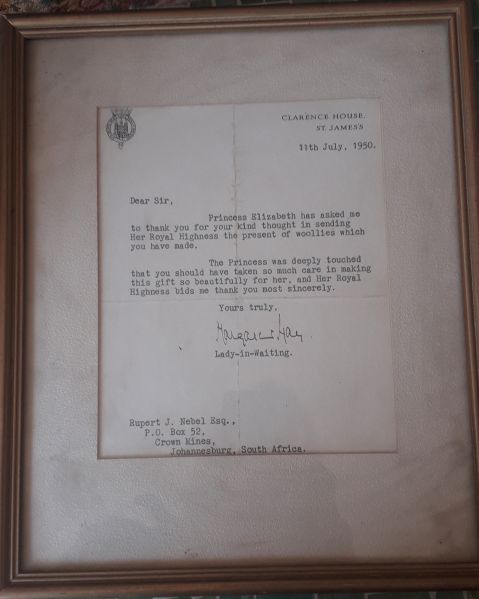 CLARENCE HOUSE,
ST. JAMES'S
11th July, 1950.
Dear Sir,
Princess Elizabeth has asked me
to thank you for your kind thought in sending
Her Royal Highness the present of woollies which
you have made.
The Princess was deeply touched
that you should have taken so much care in making
this gift so beautifully for her, and Her Royal
Highness bids me thank you most sincerely.
Yours truly,
Margaret Hay.
Lady-in-Waiting.
Rupert J. Nebel Esq.,
P.O. Box 52,
Crown Mines,
Johannesburg, South Africa.